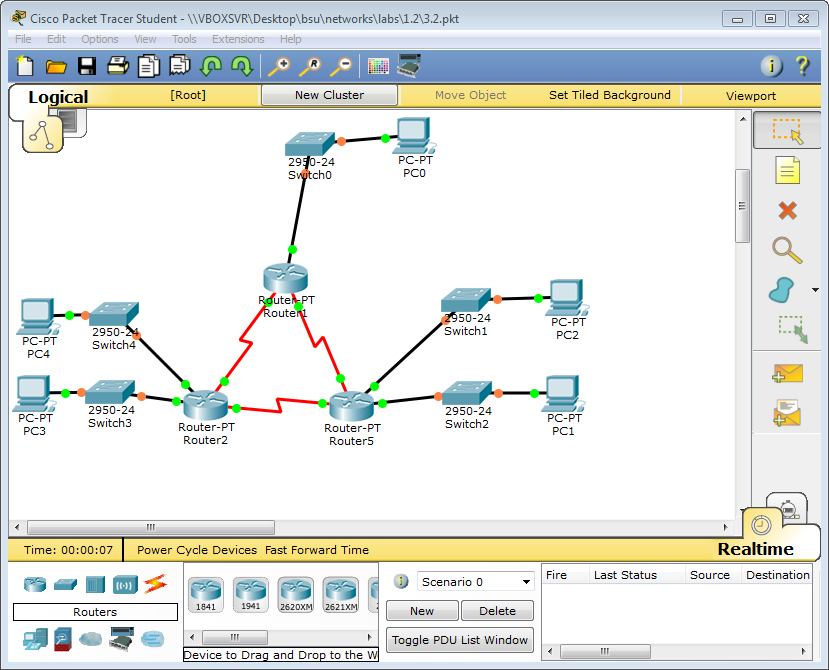 Cisco Packet Tracer Student - \\VBOXSVR\Desktop\bsu\networks\labs\1.2\3.2.pkt
File Edit Options View Tools Extensions Help
Logical [Root] New Cluster Move Object Set Tiled Background Viewport
2950-24
Switch0
PC-PT
PC0
Router-PT
Router1
PC-PT
PC4
2950-24
Switch4
2950-24
Switch1
PC-PT
PC2
PC-PT
PC3
2950-24
Switch3
Router-PT
Router2
Router-PT
Router5
2950-24
Switch2
PC-PT
PC1
Time: 00:00:07 Power Cycle Devices Fast Forward Time
Realtime
Routers
1841 1941 2620XM 2621XM
Device to Drag and Drop to the W
Scenario 0
New Delete
Toggle PDU List Window
Fire Last Status Source Destination